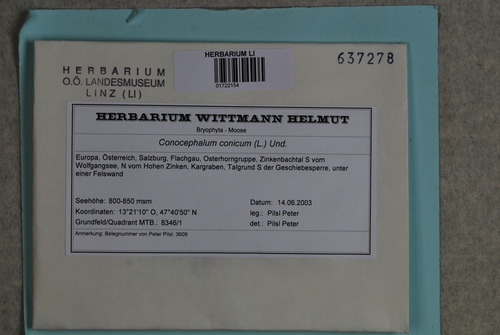 HERBARIUM LI
01722104
637278
HERBARIUM
O.Ö. LANDESMUSEUM
LINZ (LI)
HERBARIUM WITTMANN HELMUT
Bryophyta - Moose
Conocephalum conicum (L.) Und.
Europa, Österreich, Salzburg, Flachgau, Osterhorngruppe, Zinkenbachtal S vom
Wolfgangsee, N vom Hohen Zinken, Kargraben, Talgrund S der Geschiebesperre, unter
einer Felswand
Seehöhe: 800-850 msm Datum: 14.06.2003
Koordinaten: 13°21'10" O, 47°40'50" N leg.: Pilsl Peter
Grundfeld/Quadrant MTB.: 8346/1 det.: Pilsl Peter
Anmerkung: Belegnummer von Peter Pilsl: 3609